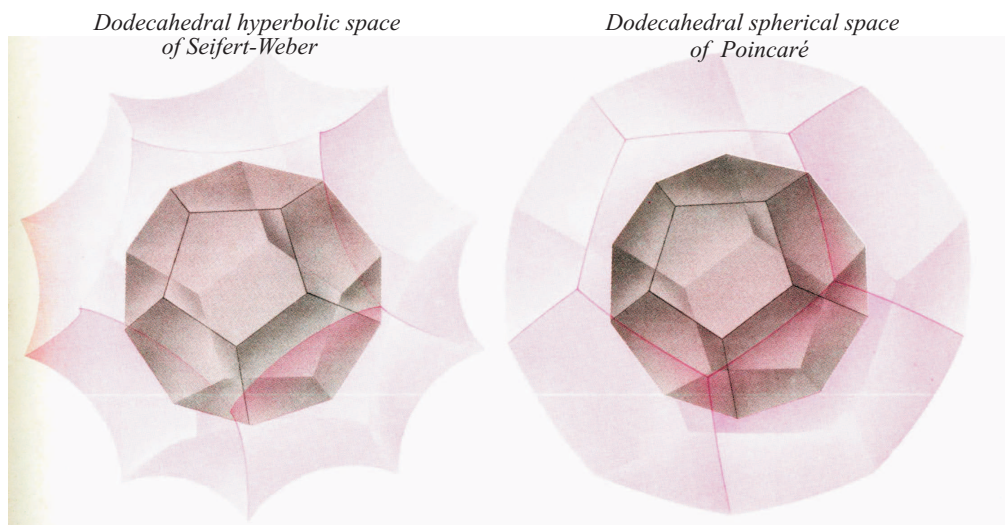 Dodecahedral hyperbolic space
of Seifert-Weber
Dodecahedral spherical space
of Poincaré